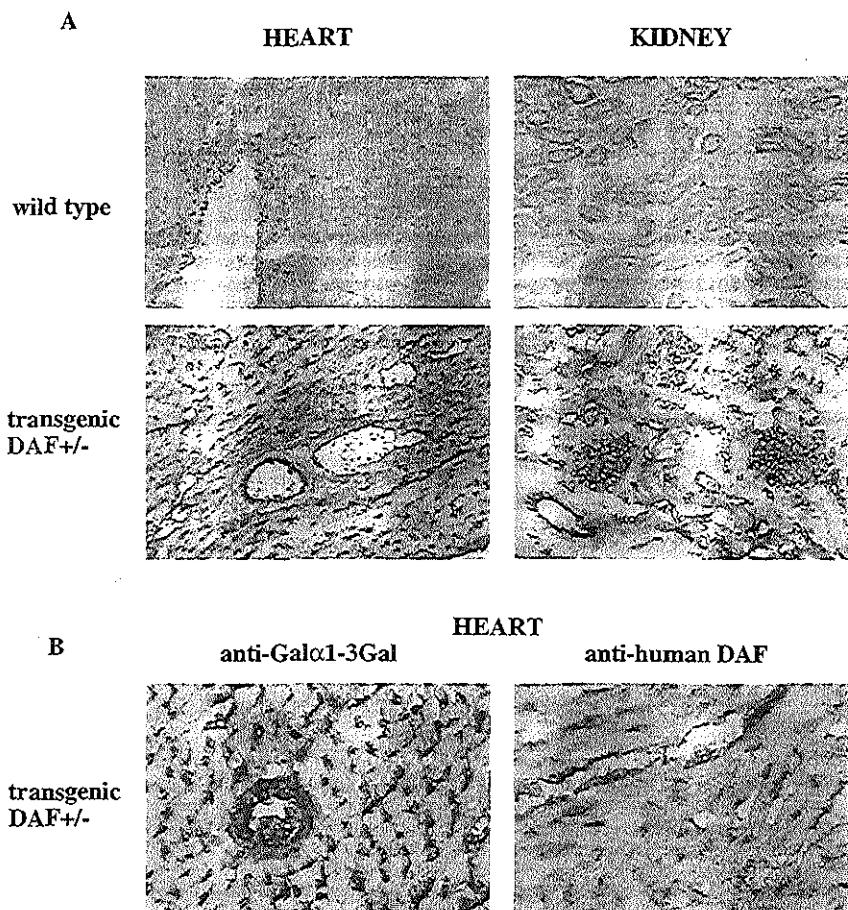 A
HEART KIDNEY
wild type
transgenic
DAF+/-
B
HEART
anti-Galα1-3Gal anti-human DAF
transgenic
DAF+/-